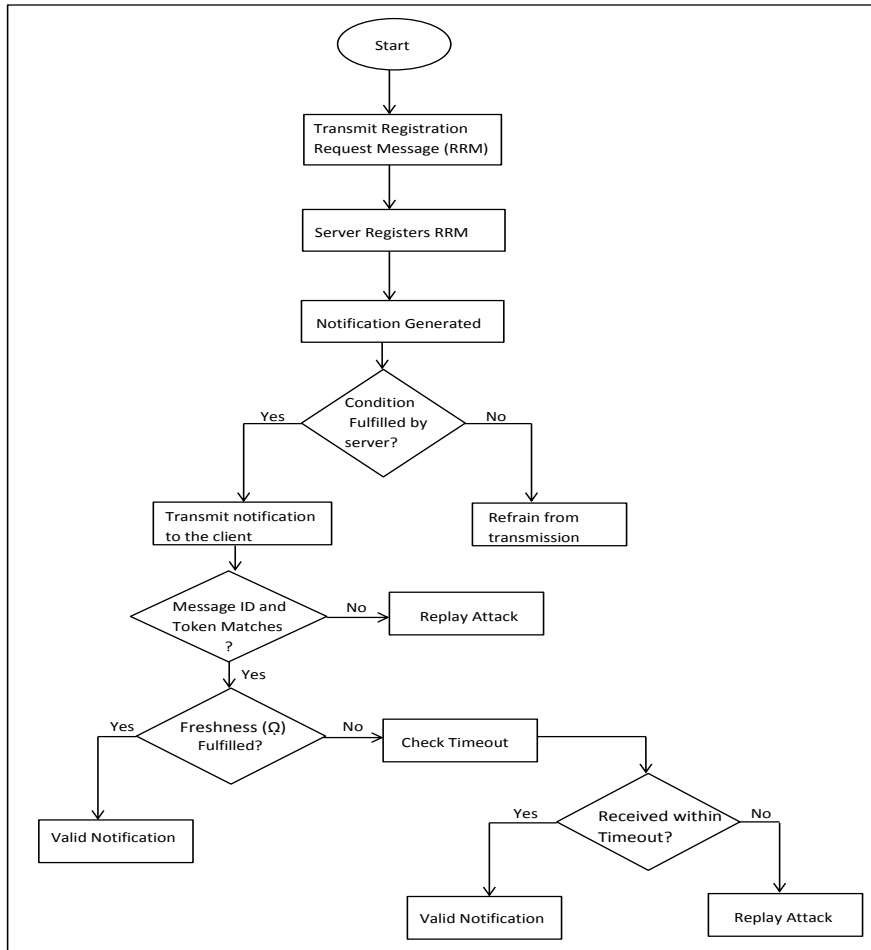 Start
Transmit Registration
Request Message (RRM)
Server Registers RRM
Notification Generated
Condition
Fulfilled by
server?
Yes
No
Transmit notification
to the client
Refrain from
transmission
Message ID and
Token Matches
?
No
Replay Attack
Yes
Freshness (Ω)
Fulfilled?
Yes
No
Check Timeout
Valid Notification
Received within
Timeout?
Yes
No
Valid Notification
Replay Attack